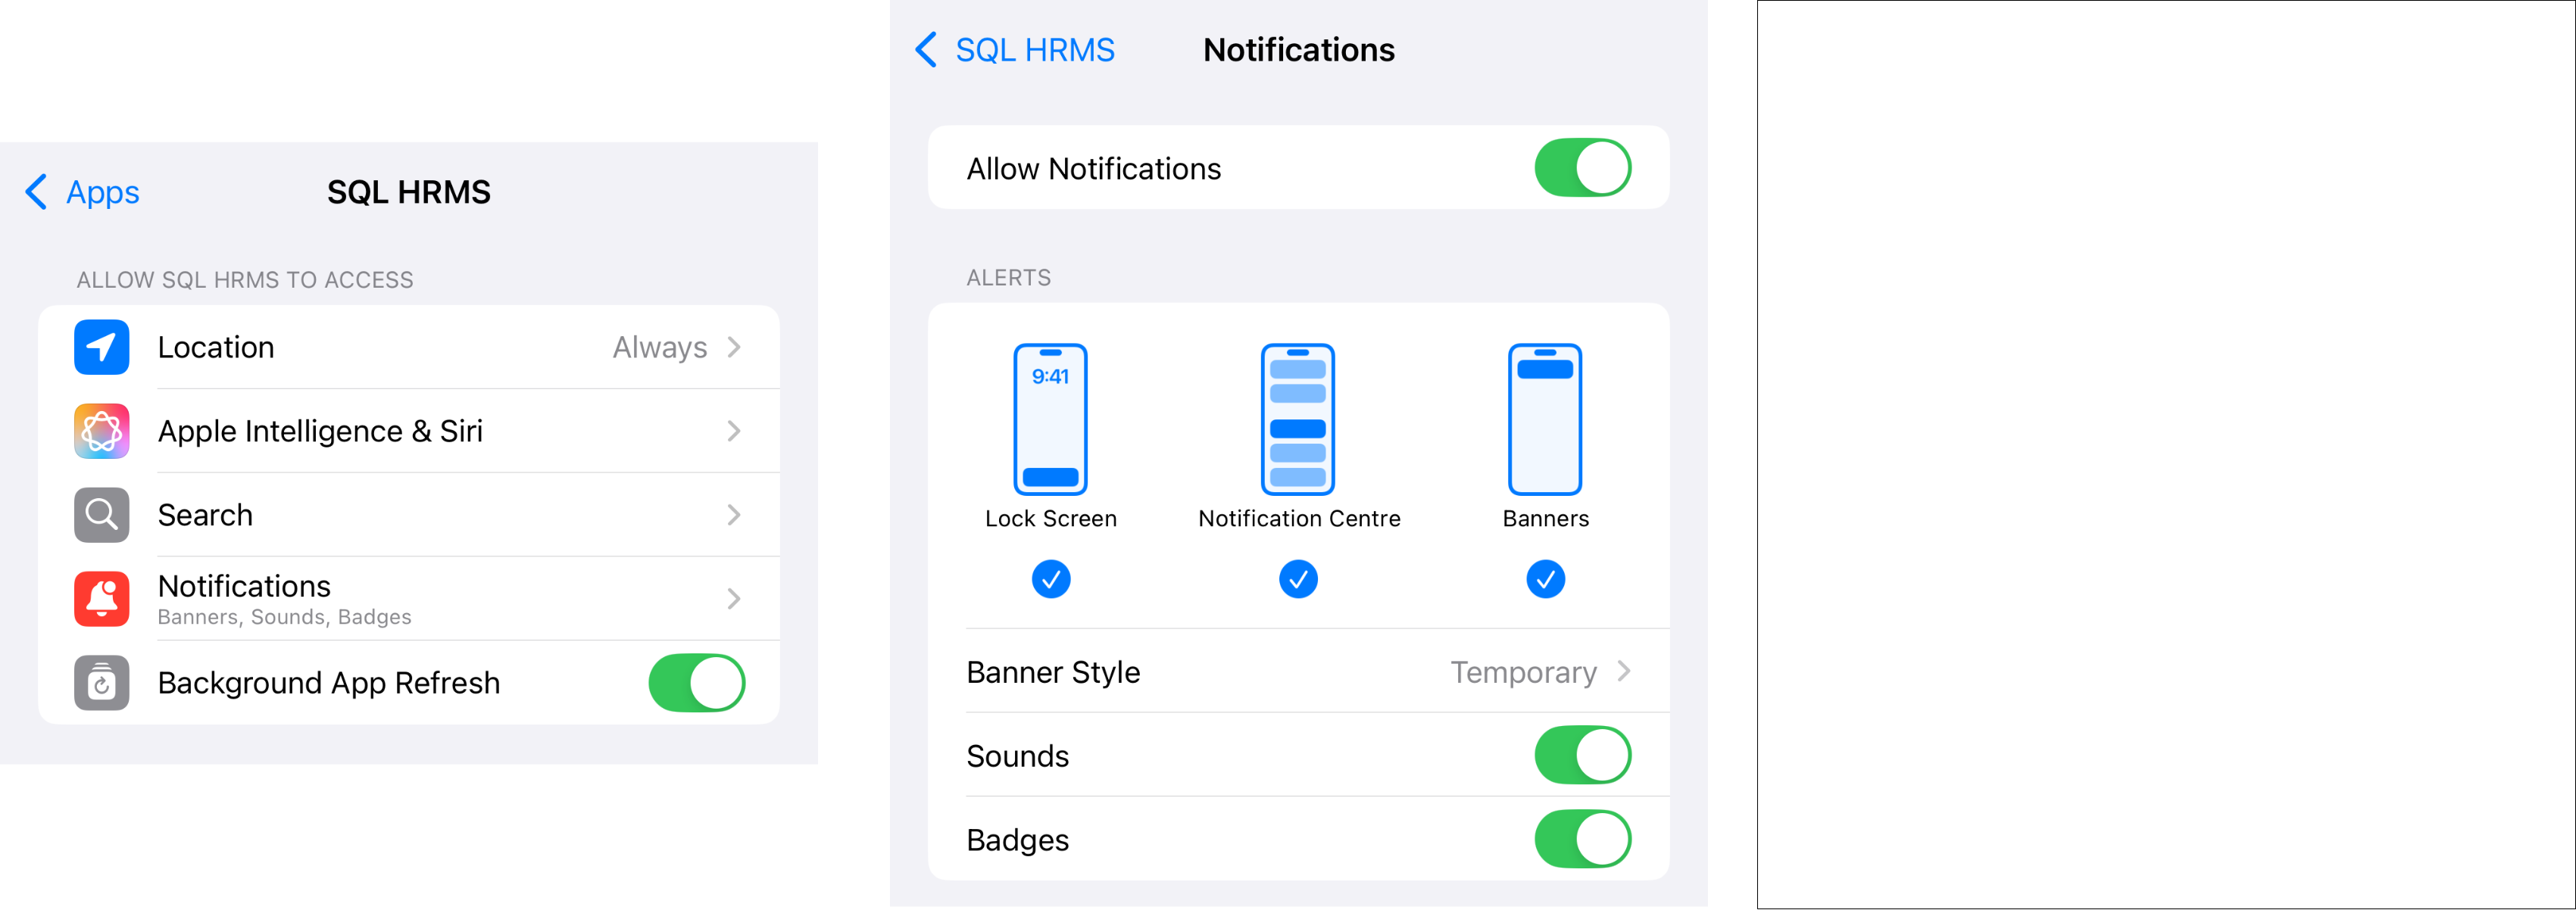 Apps
SQL HRMS
ALLOW SQL HRMS TO ACCESS
Location
Always
Apple Intelligence & Siri
Search
Notifications
Banners, Sounds, Badges
Background App Refresh
SQL HRMS
Notifications
Allow Notifications
ALERTS
9:41
Lock Screen
Notification Centre
Banners
Banner Style
Temporary
Sounds
Badges